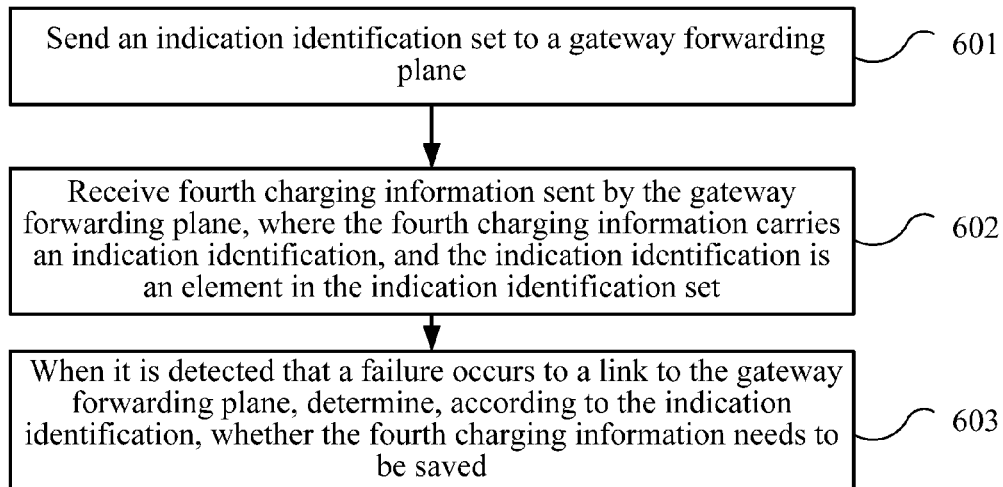 Send an indication identification set to a gateway forwarding
plane
601
Receive fourth charging information sent by the gateway
forwarding plane, where the fourth charging information carries
an indication identification, and the indication identification is
an element in the indication identification set
602
When it is detected that a failure occurs to a link to the gateway
forwarding plane, determine, according to the indication
identification, whether the fourth charging information needs to
be saved
603